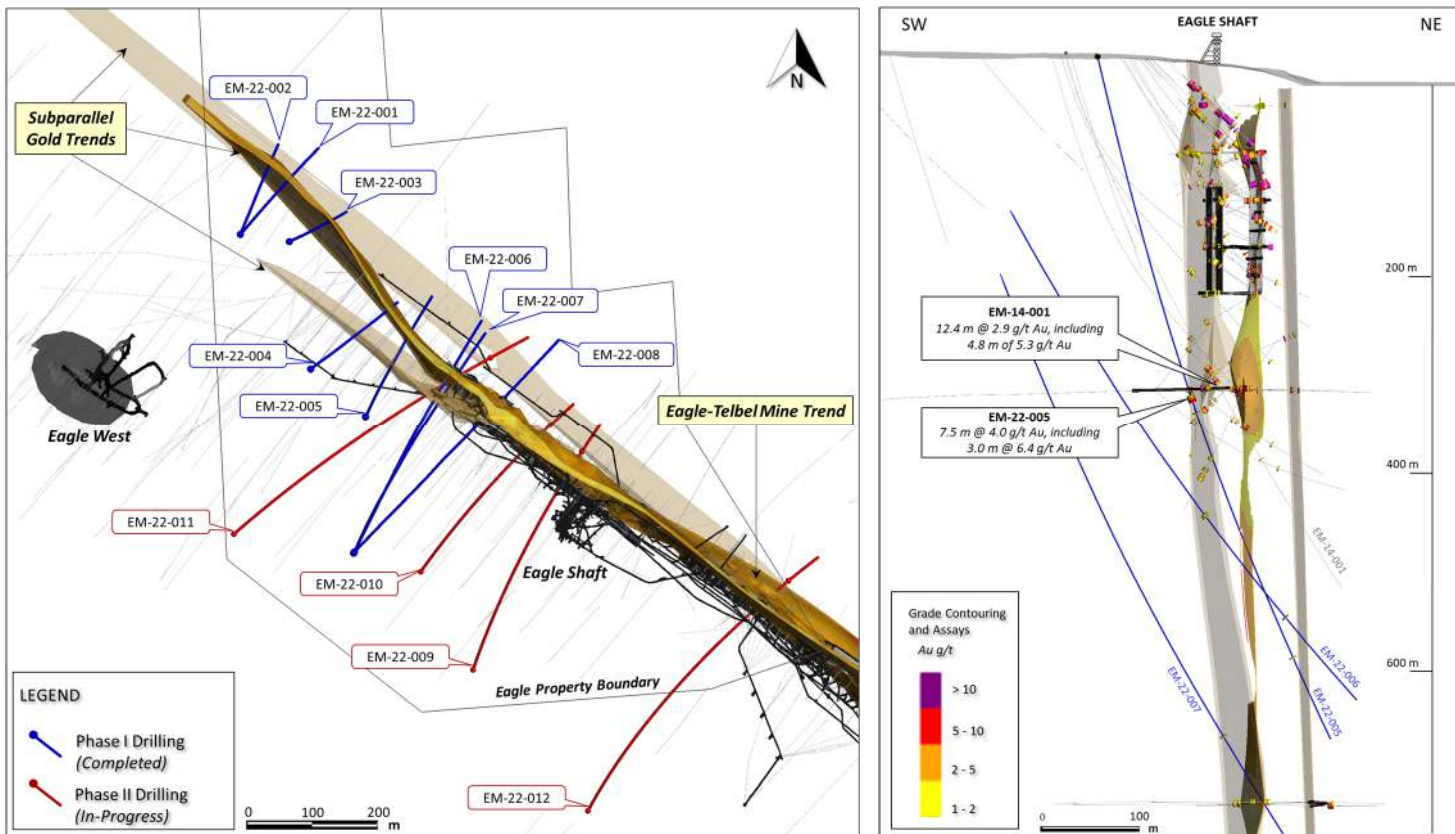 EM-22-002
EM-22-001
Subparallel
Gold Trends
EM-22-003
N
EM-22-006
EM-22-007
EM-22-004
EM-22-008
EM-22-005
Eagle West
Eagle-Telbel Mine Trend
EM-22-011
EM-22-010
Eagle Shaft
EM-22-009
Eagle Property Boundary
EM-22-012
LEGEND
Phase I Drilling
(Completed)
Phase II Drilling
(In-Progress)
0 100 200
m
SW
EAGLE SHAFT
NE
200 m
EM-14-001
12.4 m @ 2.9 g/t Au, including
4.8 m of 5.3 g/t Au
EM-22-005
7.5 m @ 4.0 g/t Au, including
3.0 m @ 6.4 g/t Au
400 m
EM-14-001
600 m
EM-22-006
EM-22-005
EM-22-007
Grade Contouring
and Assays
Au g/t
> 10
5 - 10
2 - 5
1 - 2
0 100
m